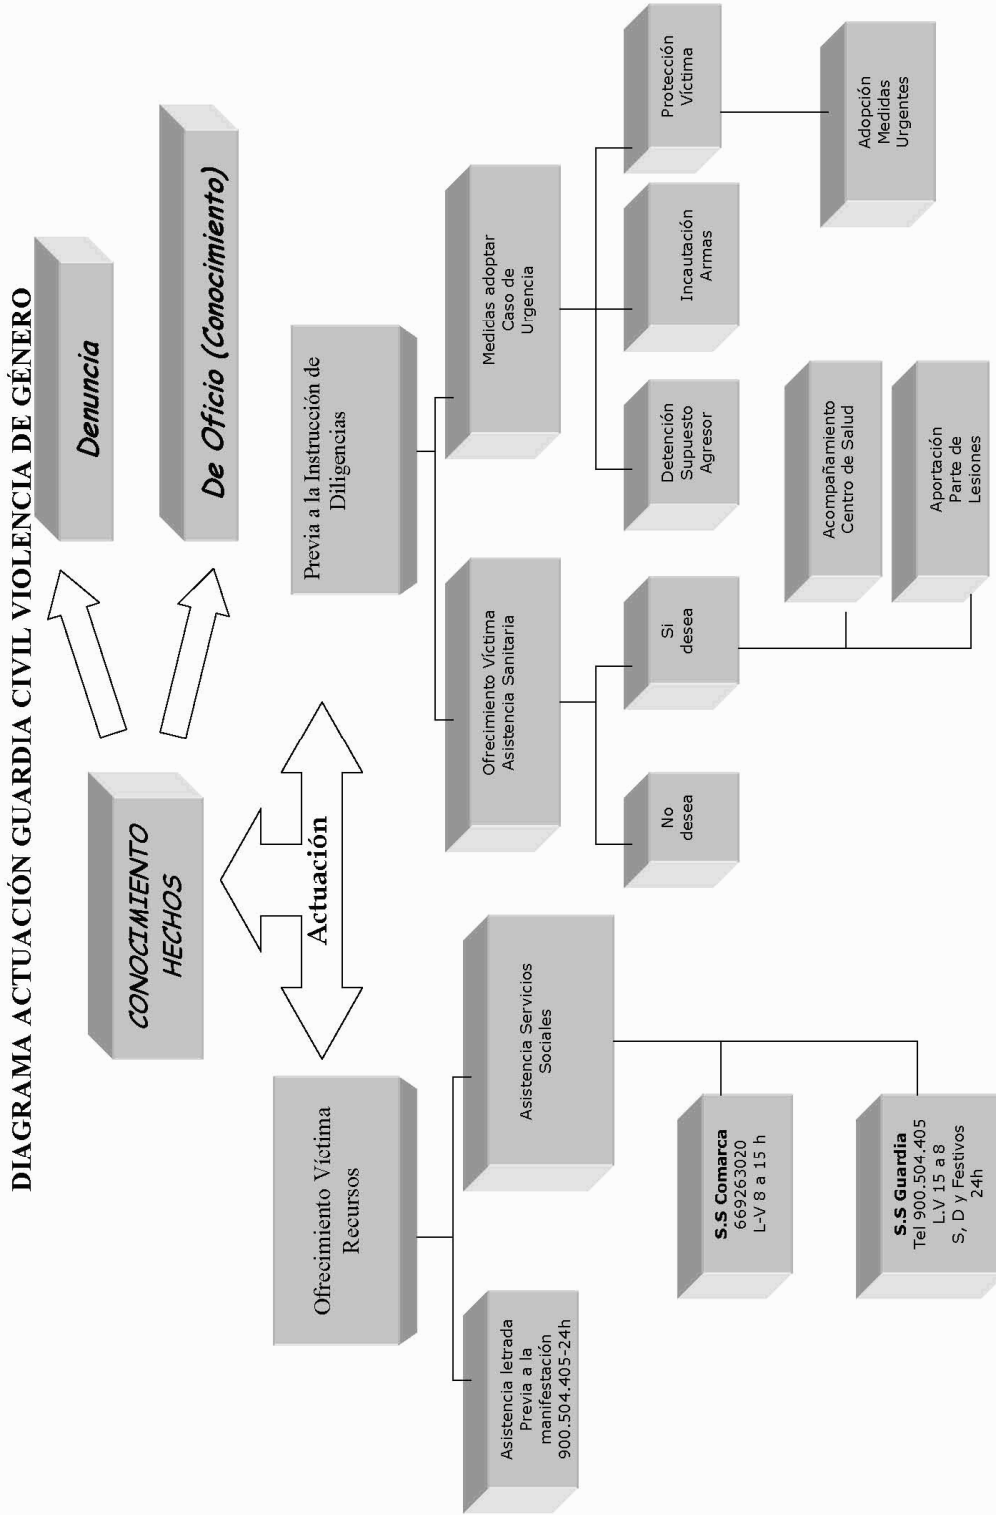 DIAGRAMA ACTUACIÓN GUARDIA CIVIL VIOLENCIA DE GÉNERO
CONOCIMIENTO
HECHOS
Denuncia
De Oficio (Conocimiento)
Actuación
Ofrecimiento Víctima
Recursos
Previa a la Instrucción de
Diligencias
Asistencia letrada
Previa a la
manifestación
900.504.405-24h
Asistencia Servicios
Sociales
Ofrecimiento Víctima
Asistencia Sanitaria
Medidas adoptar
Caso de
Urgencia
S.S Comarca
669263020
L-V 8 a 15 h
S.S Guardia
Tel 900.504.405
L.V 15 a 8
S, D y Festivos
24h
No
desea
Si
desea
Detención
Supuesto
Agresor
Incautación
Armas
Protección
Víctima
Acompañamiento
Centro de Salud
Aportación
Parte de
Lesiones
Adopción
Medidas
Urgentes